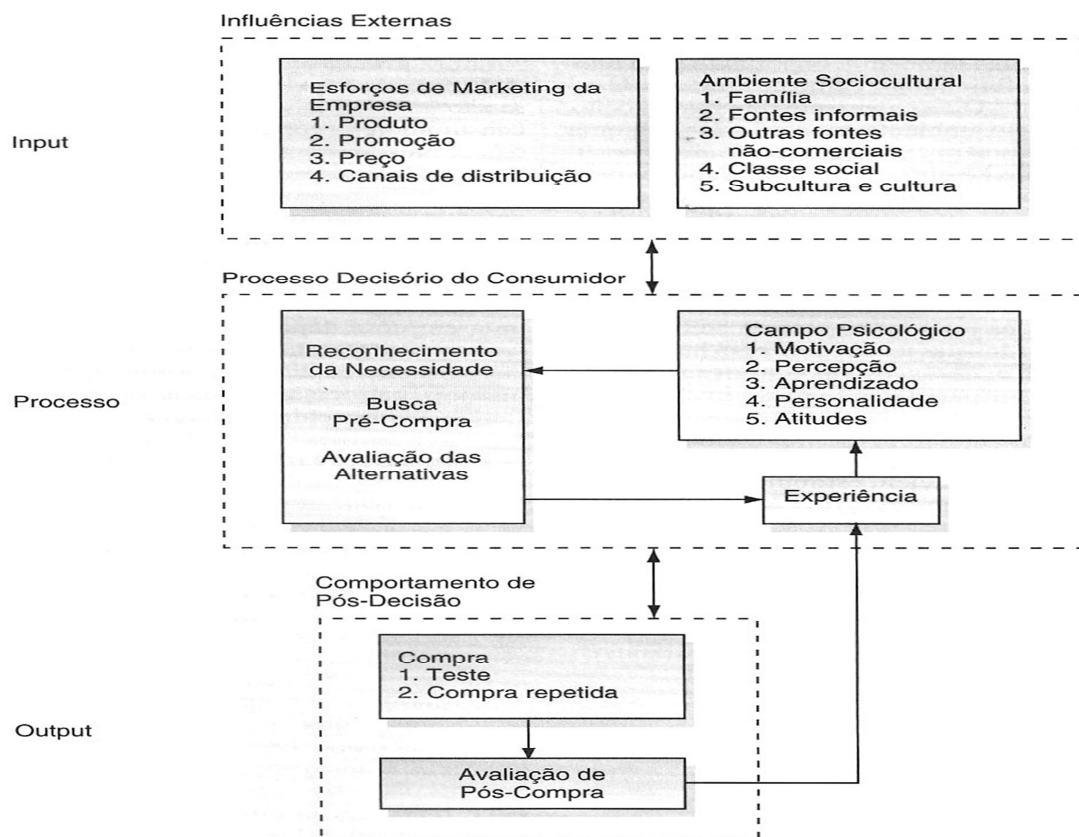 Influências Externas
Input
Esforços de Marketing da
Empresa
1. Produto
2. Promoção
3. Preço
4. Canais de distribuição
Ambiente Sociocultural
1. Família
2. Fontes informais
3. Outras fontes
não-comerciais
4. Classe social
5. Subcultura e cultura
Processo Decisório do Consumidor
Processo
Reconhecimento
da Necessidade
Busca
Pré-Compra
Avaliação das
Alternativas
Campo Psicológico
1. Motivação
2. Percepção
3. Aprendizado
4. Personalidade
5. Atitudes
Experiência
Comportamento de
Pós-Decisão
Output
Compra
1. Teste
2. Compra repetida
Avaliação de
Pós-Compra